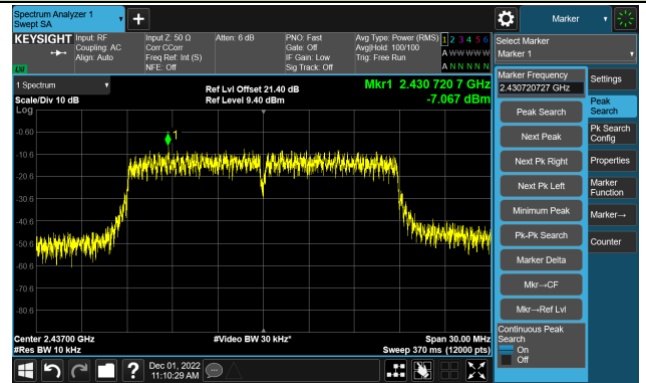 Spectrum Analyzer 1
Swept SA
Marker
KEYSIGHT
Input: RF
Coupling: AC
Align: Auto
Input Z: 50 Ω
Corr CCorr
Freq Ref: Int (S)
NFE: Off
Atten: 6 dB
PNO: Fast
Gate: Off
IF Gain: Low
Sig Track: Off
Avg Type: Power (RMS)
Avg|Hold: 100/100
Trig: Free Run
1 2 3 4 5 6
A W W W W W
A N N N N N
Select Marker
Marker 1
LXI
1 Spectrum
Scale/Div 10 dB
Ref Lvl Offset 21.40 dB
Ref Level 9.40 dBm
Mkr1 2.430 720 7 GHz
-7.067 dBm
Log
-0.60
-10.6
-20.6
-30.6
-40.6
-50.6
-60.6
-70.6
-80.6
1
Center 2.43700 GHz
#Res BW 10 kHz
#Video BW 30 kHz*
Span 30.00 MHz
Sweep 370 ms (12000 pts)
Marker Frequency
2.430720727 GHz
Peak Search
Next Peak
Next Pk Right
Next Pk Left
Minimum Peak
Pk-Pk Search
Marker Delta
Mkr→CF
Mkr→Ref Lvl
Continuous Peak
Search
On
Off
Settings
Peak
Search
Pk Search
Config
Properties
Marker
Function
Marker→
Counter
Dec 01, 2022
11:10:29 AM